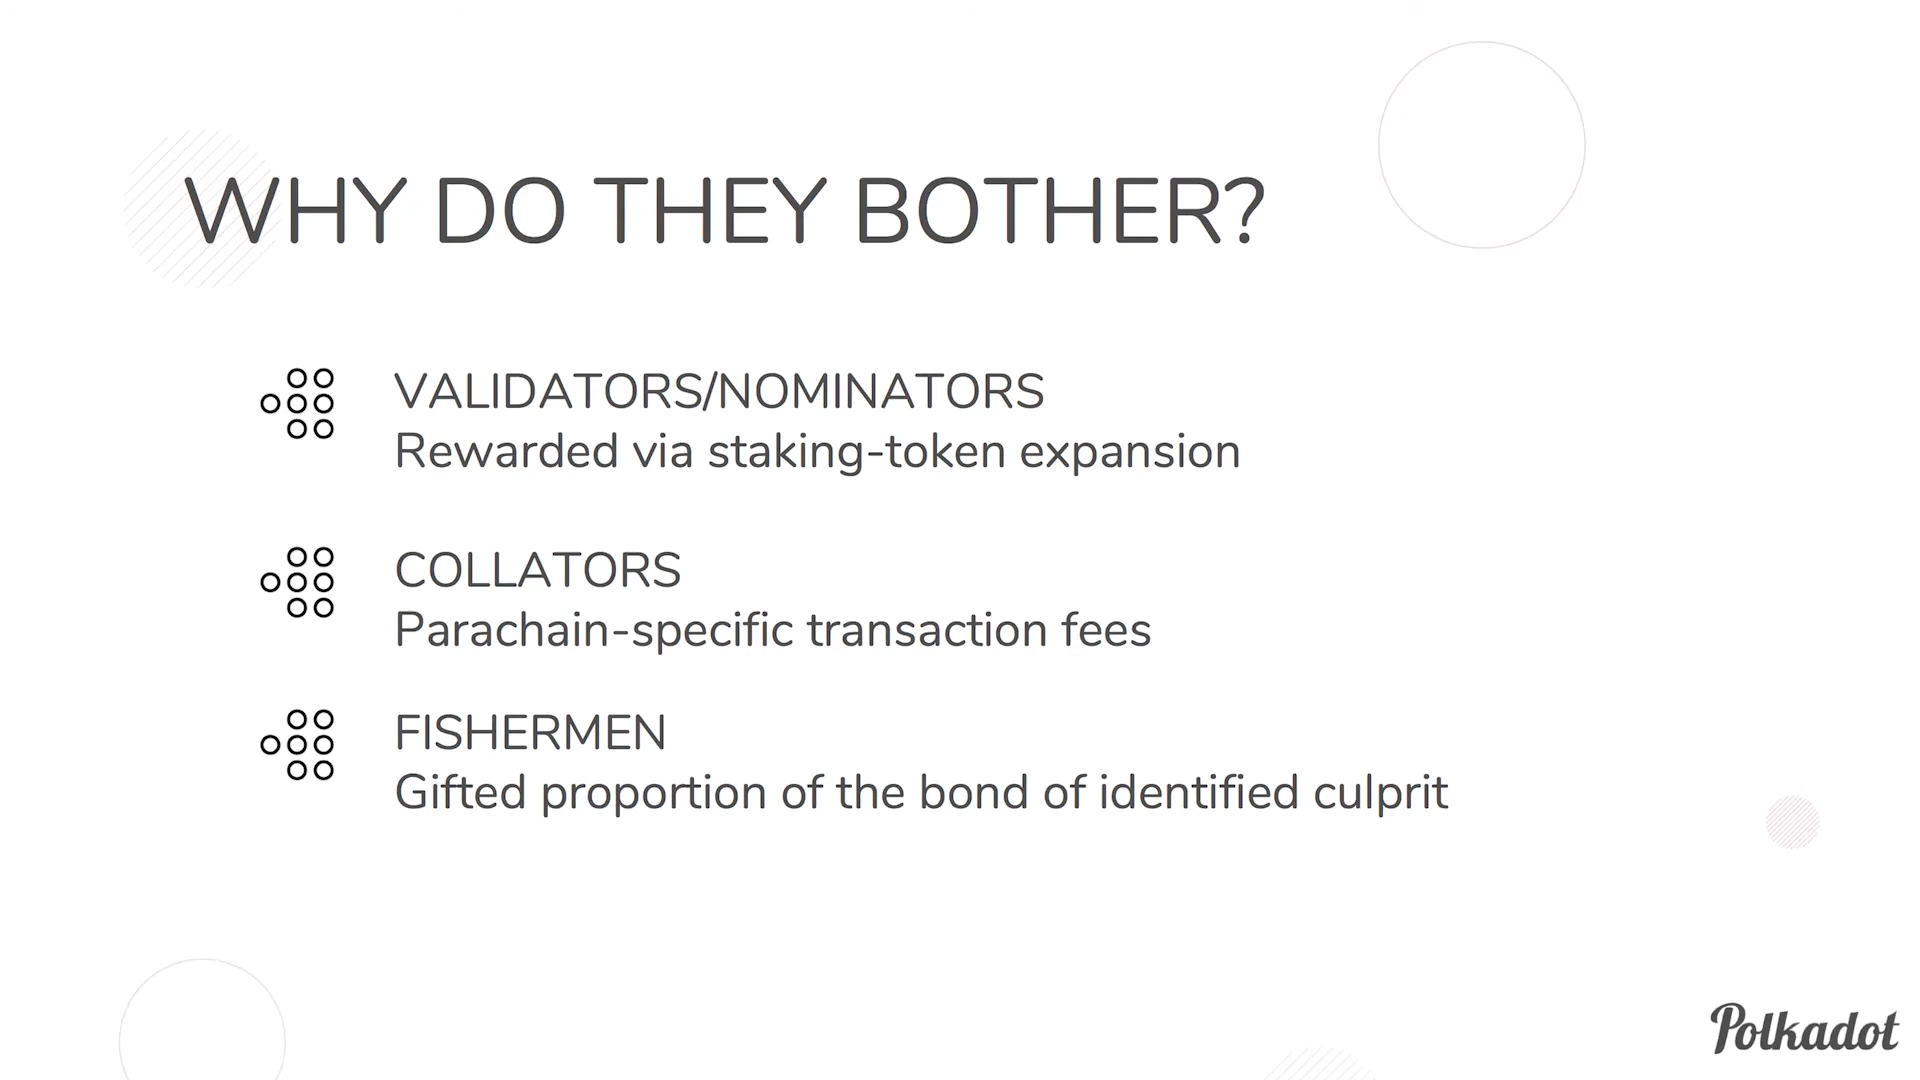 WHY DO THEY BOTHER?
VALIDATORS/NOMINATORS
Rewarded via staking-token expansion
COLLATORS
Parachain-specific transaction fees
FISHERMEN
Gifted proportion of the bond of identified culprit
Polkadot